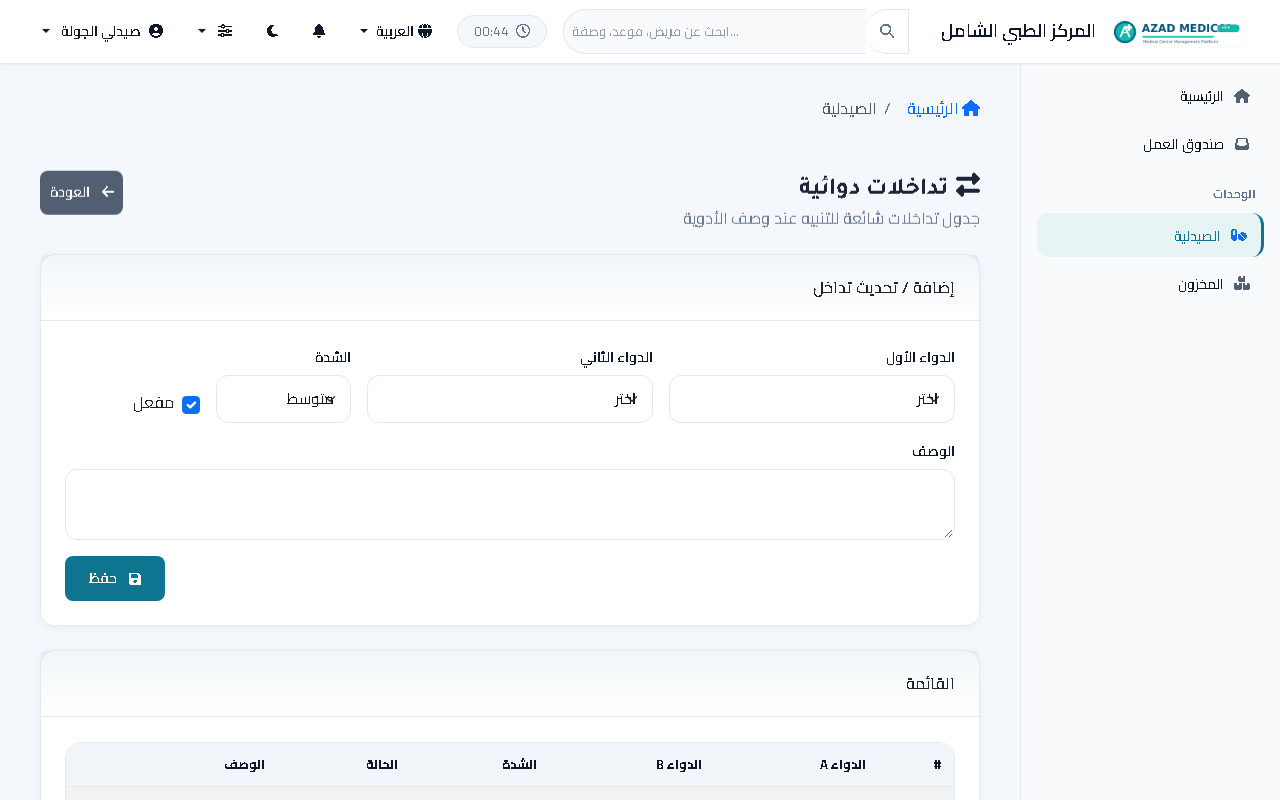 AZAD MEDIC
Medical Centre Management Platform
المركز الطبي الشامل
ابحث عن مريض، موعد، وصفة...
00:44
العربية
صيدلي الجولة
الرئيسية
صندوق العمل
الوحدات
الصيدلية
المخزون
الرئيسية / الصيدلية
تداخلات دوائية
جدول تداخلات شائعة للتنبيه عند وصف الأدوية
العودة
إضافة / تحديث تداخل
الدواء الأول
الدواء الثاني
الشدة
اختر
اختر
متوسط
مفعل
الوصف
حفظ
القائمة
# الدواء A الدواء B الشدة الحالة الوصف